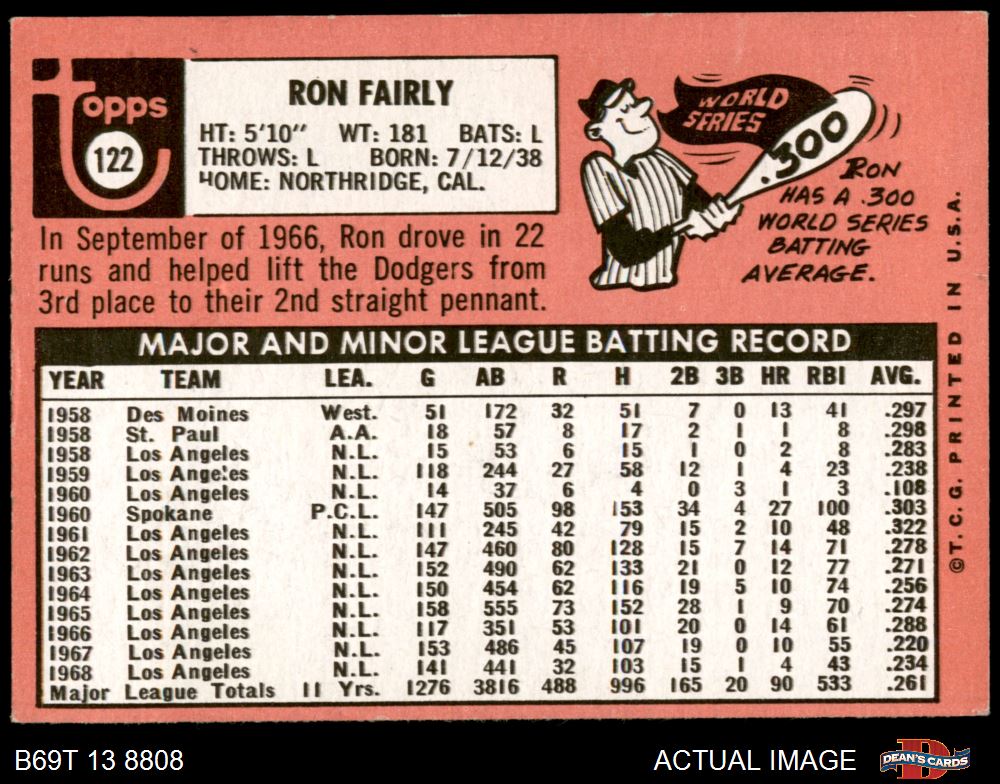 Topps
122
RON FAIRLY
HT: 5'10" WT: 181 BATS: L
THROWS: L BORN: 7/12/38
HOME: NORTHRIDGE, CAL.
In September of 1966, Ron drove in 22
runs and helped lift the Dodgers from
3rd place to their 2nd straight pennant.
WORLD
SERIES
.300
RON
HAS A .300
WORLD SERIES
BATTING
AVERAGE.
MAJOR AND MINOR LEAGUE BATTING RECORD
YEAR TEAM LEA. G AB R H 2B 3B HR RBI AVG.
1958 Des Moines West. 51 172 32 51 7 0 13 41 .297
1958 St. Paul A.A. 18 57 8 17 2 1 1 8 .298
1958 Los Angeles N.L. 15 53 6 15 1 0 2 8 .283
1959 Los Angeles N.L. 118 244 27 58 12 1 4 23 .238
1960 Los Angeles N.L. 14 37 6 4 0 3 1 3 .108
1960 Spokane P.C.L. 147 505 98 153 34 4 27 100 .303
1961 Los Angeles N.L. 111 245 42 79 15 2 10 48 .322
1962 Los Angeles N.L. 147 460 80 128 15 7 14 71 .278
1963 Los Angeles N.L. 152 490 62 133 21 0 12 77 .271
1964 Los Angeles N.L. 150 454 62 116 19 5 10 74 .256
1965 Los Angeles N.L. 158 555 73 152 28 1 9 70 .274
1966 Los Angeles N.L. 117 351 53 101 20 0 14 61 .288
1967 Los Angeles N.L. 153 486 45 107 19 0 10 55 .220
1968 Los Angeles N.L. 141 441 32 103 15 1 4 43 .234
Major League Totals 11 Yrs. 1276 3816 488 996 165 20 90 533 .261
©T.C.G. PRINTED IN U.S.A.
B69T 13 8808
ACTUAL IMAGE
DEAN'S CARDS